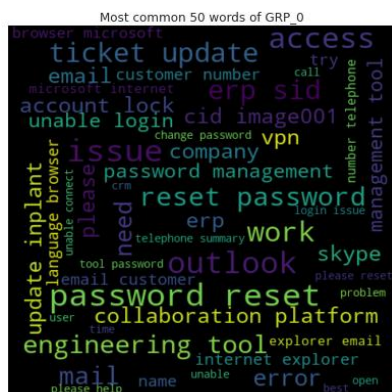 Most common 50 words of GRP_0
browser microsoft
access
ticket update
try
email
customer number
call
microsoft internet
erp sid
management tool
number telephone
account lock
cid image001
unable login
change password
vpn
issue
company
please
password management
language browser
unable connect
crm
need
reset password
login issue
update inplant
erp
work
telephone summary
skype
tool password
outlook
please reset
email customer
password reset
problem
user
collaboration platform
time
engineering tool
explorer email
internet explorer
mail
name
unable
error
open
please help
best